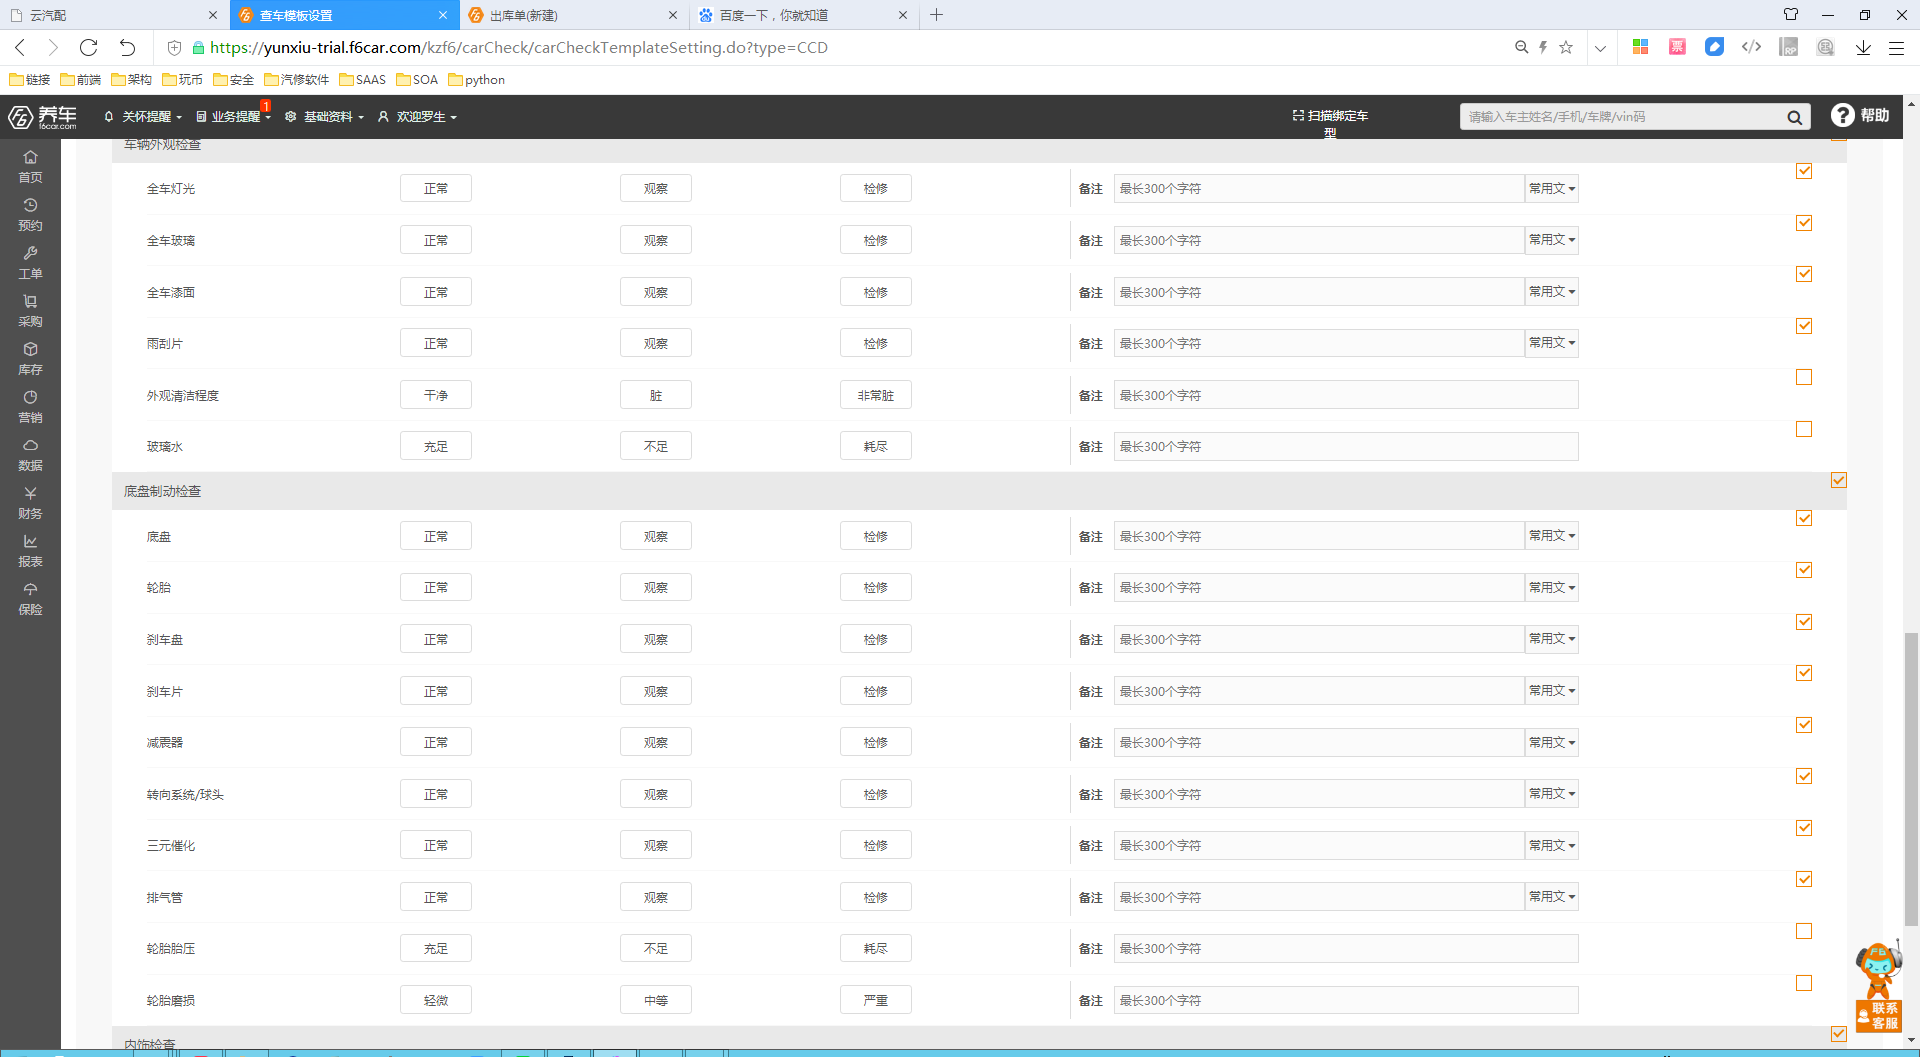 云汽配
查车模板设置
出库单(新建)
百度一下，你就知道
https://yunxiu-trial.f6car.com/kzf6/carCheck/carCheckTemplateSetting.do?type=CCD
链接 前端 架构 玩币 安全 汽修软件 SAAS SOA python
F6 养车 f6car.com
关怀提醒 业务提醒 1 基础资料 欢迎罗生
扫描绑定车型
请输入车主姓名/手机/车牌/vin码
帮助
首页
预约
工单
采购
库存
营销
数据
财务
报表
保险
车辆外观检查
全车灯光 正常 观察 检修 备注 最长300个字符 常用文
全车玻璃 正常 观察 检修 备注 最长300个字符 常用文
全车漆面 正常 观察 检修 备注 最长300个字符 常用文
雨刮片 正常 观察 检修 备注 最长300个字符 常用文
外观清洁程度 干净 脏 非常脏 备注 最长300个字符
玻璃水 充足 不足 耗尽 备注 最长300个字符
底盘制动检查
底盘 正常 观察 检修 备注 最长300个字符 常用文
轮胎 正常 观察 检修 备注 最长300个字符 常用文
刹车盘 正常 观察 检修 备注 最长300个字符 常用文
刹车片 正常 观察 检修 备注 最长300个字符 常用文
减震器 正常 观察 检修 备注 最长300个字符 常用文
转向系统/球头 正常 观察 检修 备注 最长300个字符 常用文
三元催化 正常 观察 检修 备注 最长300个字符 常用文
排气管 正常 观察 检修 备注 最长300个字符 常用文
轮胎胎压 充足 不足 耗尽 备注 最长300个字符
轮胎磨损 轻微 中等 严重 备注 最长300个字符
内饰检查
F6
联系
客服
票
RP